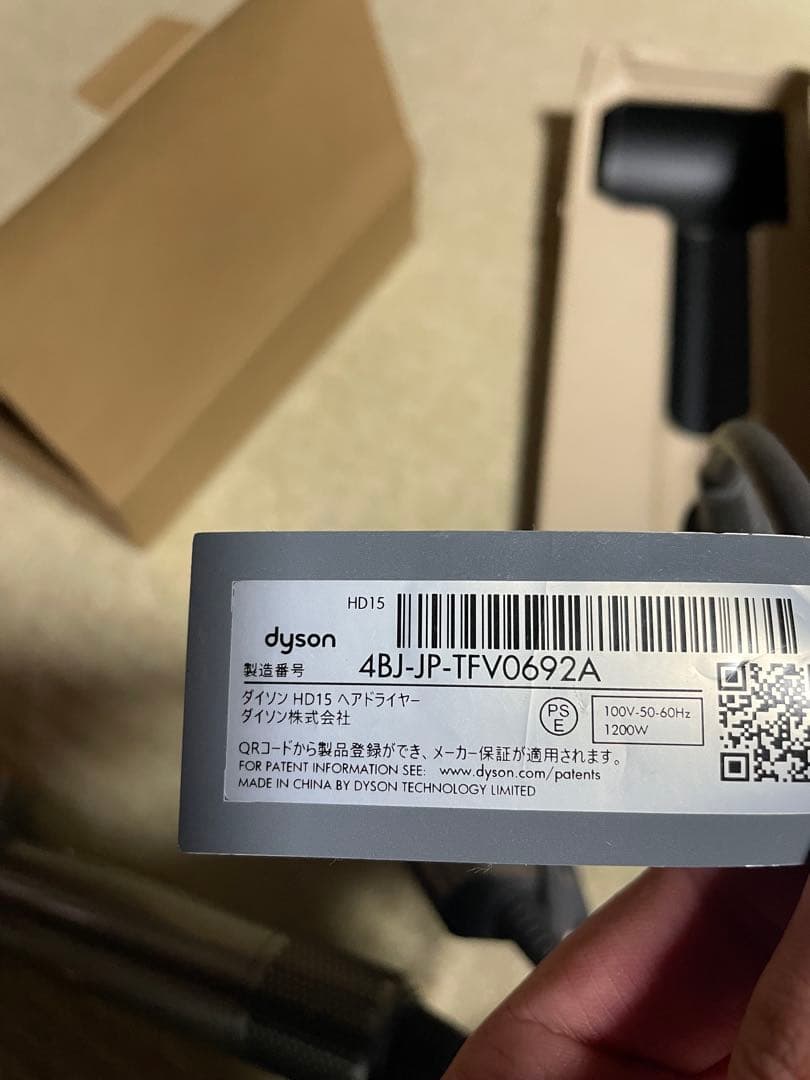 HD15
dyson
製造番号 4BJ-JP-TFV0692A
ダイソン HD15 ヘアドライヤー
ダイソン株式会社
PS
E
100V-50-60Hz
1200W
QRコードから製品登録ができ、メーカー保証が適用されます。
FOR PATENT INFORMATION SEE: www.dyson.com/patents
MADE IN CHINA BY DYSON TECHNOLOGY LIMITED